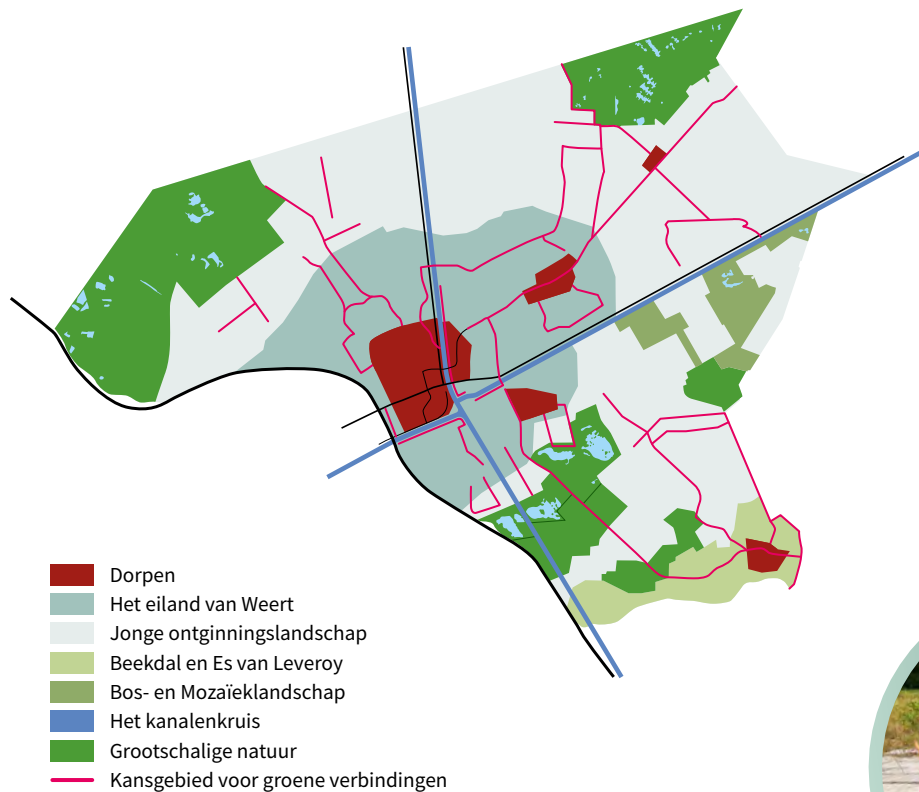 Dorpen
Het eiland van Weert
Jonge ontginningslandschap
Beekdal en Es van Leveroy
Bos- en Mozaïeklandschap
Het kanalenkruis
Grootschalige natuur
Kansgebied voor groene verbindingen